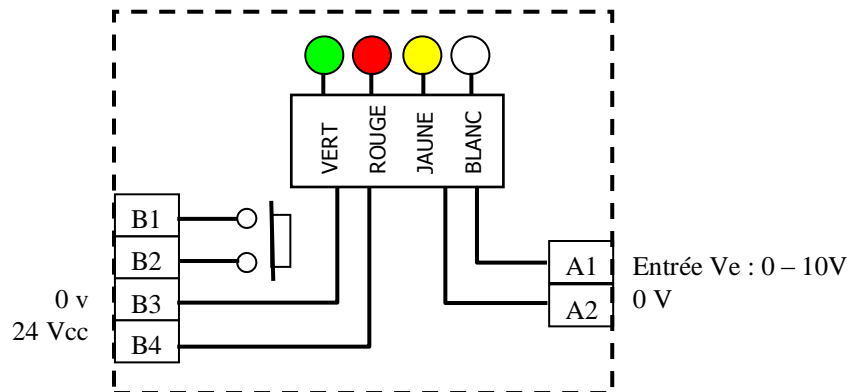 VERT
ROUGE
JAUNE
BLANC
B1
B2
B3
B4
0 v
24 Vcc
A1
A2
Entrée Ve : 0 – 10V
0 V